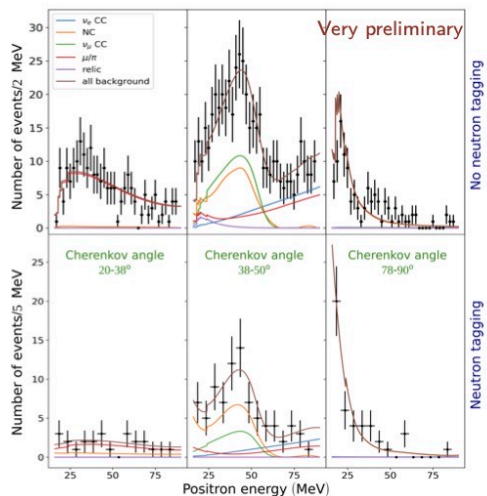 Very preliminary
ν_e CC
NC
ν_μ CC
μ/π
relic
all background
Number of events/2 MeV
30
25
20
15
10
5
0
No neutron tagging
Cherenkov angle
20-38°
Cherenkov angle
38-50°
Cherenkov angle
78-90°
Number of events/5 MeV
25
20
15
10
5
0
Neutron tagging
25 50 75 25 50 75 25 50 75
Positron energy (MeV)